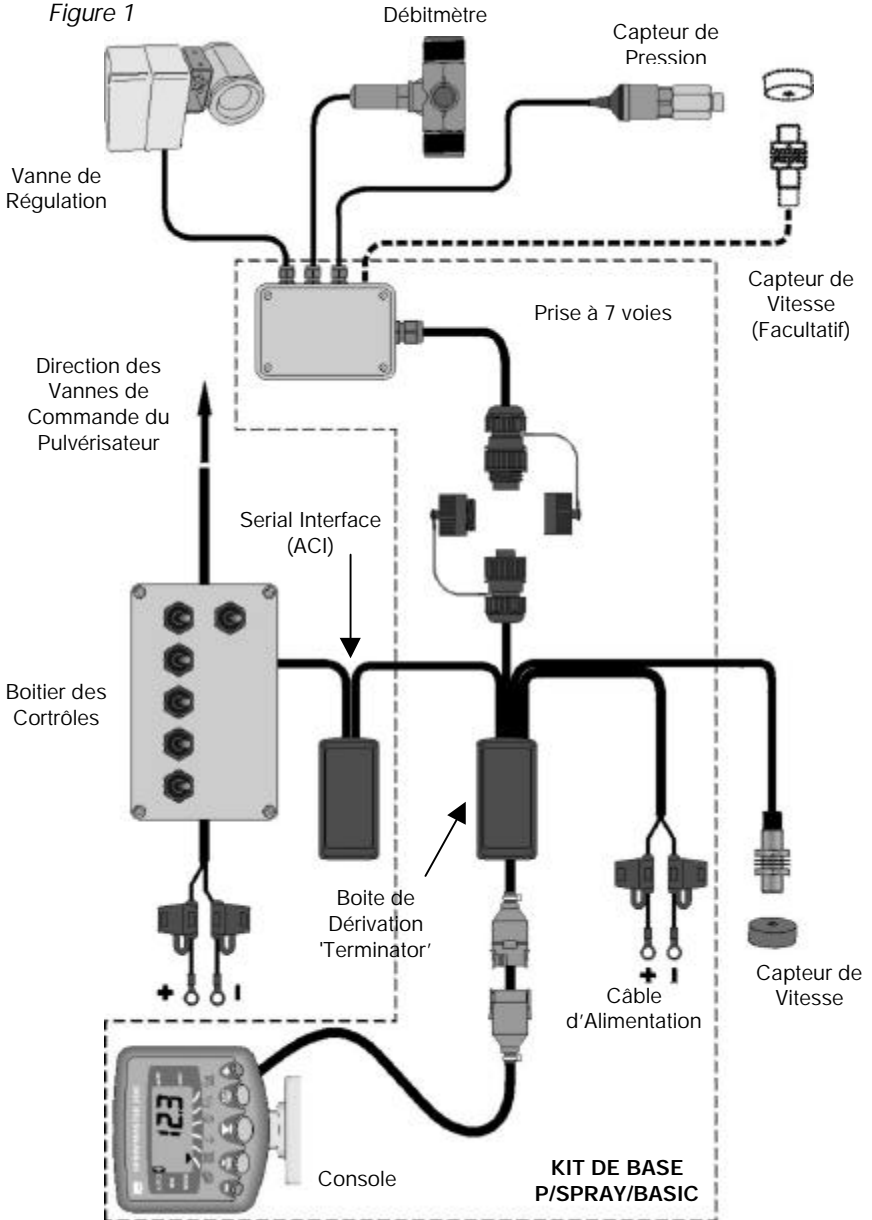 Figure 1
Débitmètre
Capteur de
Pression
Vanne de
Régulation
Capteur de
Vitesse
(Facultatif)
Prise à 7 voies
Direction des
Vannes de
Commande du
Pulvérisateur
Serial Interface
(ACI)
Boitier des
Cortrôles
Boite de
Dérivation
'Terminator’
+ -
+ -
Câble
d’Alimentation
Capteur de
Vitesse
12.3
Console
KIT DE BASE
P/SPRAY/BASIC